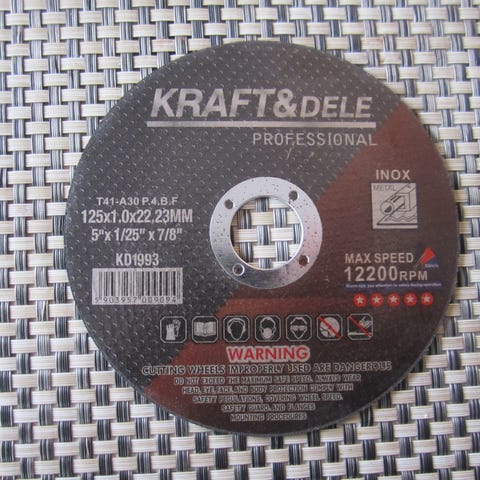 KRAFT&DELE
PROFESSIONAL
T41-A30 P.4.B.F
125x1.0x22,23MM
5" x 1/25" x 7/8"
KD1993
5903957009094
INOX
METAL
MAX SPEED
12200RPM
WARNING
CUTTING WHEELS IMPROPERLY USED ARE DANGEROUS
DO NOT EXCEED THE MAXIMUM SAFE SPEED. ALWAYS WEAR
HEAD, EYE, FACE, AND BODY PROTECTION COMPLY WITH
SAFETY REGULATIONS, COVERING WHEEL SPEED.
SAFETY GUARD, AND FLANGES
MOUNTING PROCEDURES